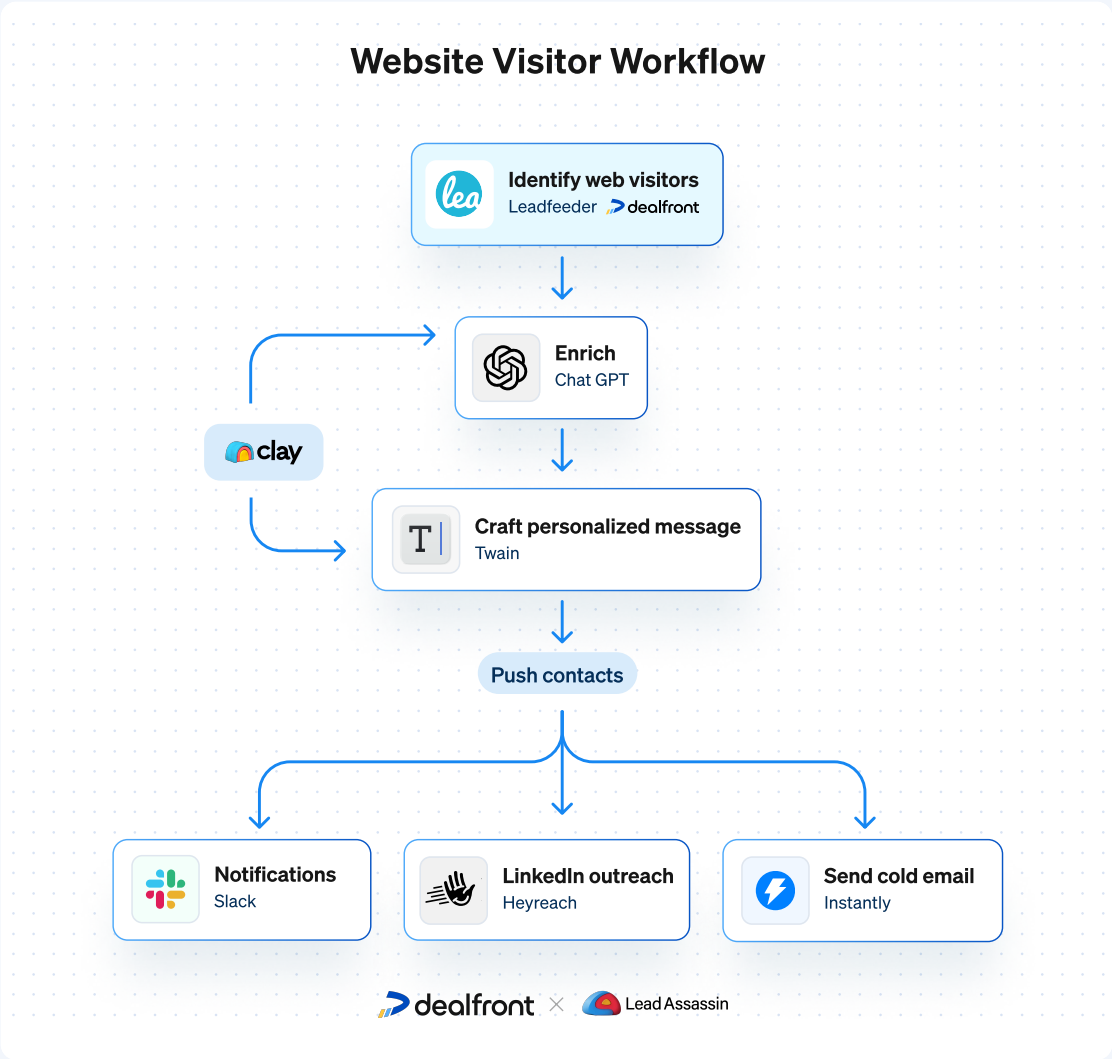 Website Visitor Workflow
lea
Identify web visitors
Leadfeeder dealfront
Enrich
Chat GPT
clay
T
Craft personalized message
Twain
Push contacts
Notifications
Slack
LinkedIn outreach
Heyreach
Send cold email
Instantly
dealfront × Lead Assassin